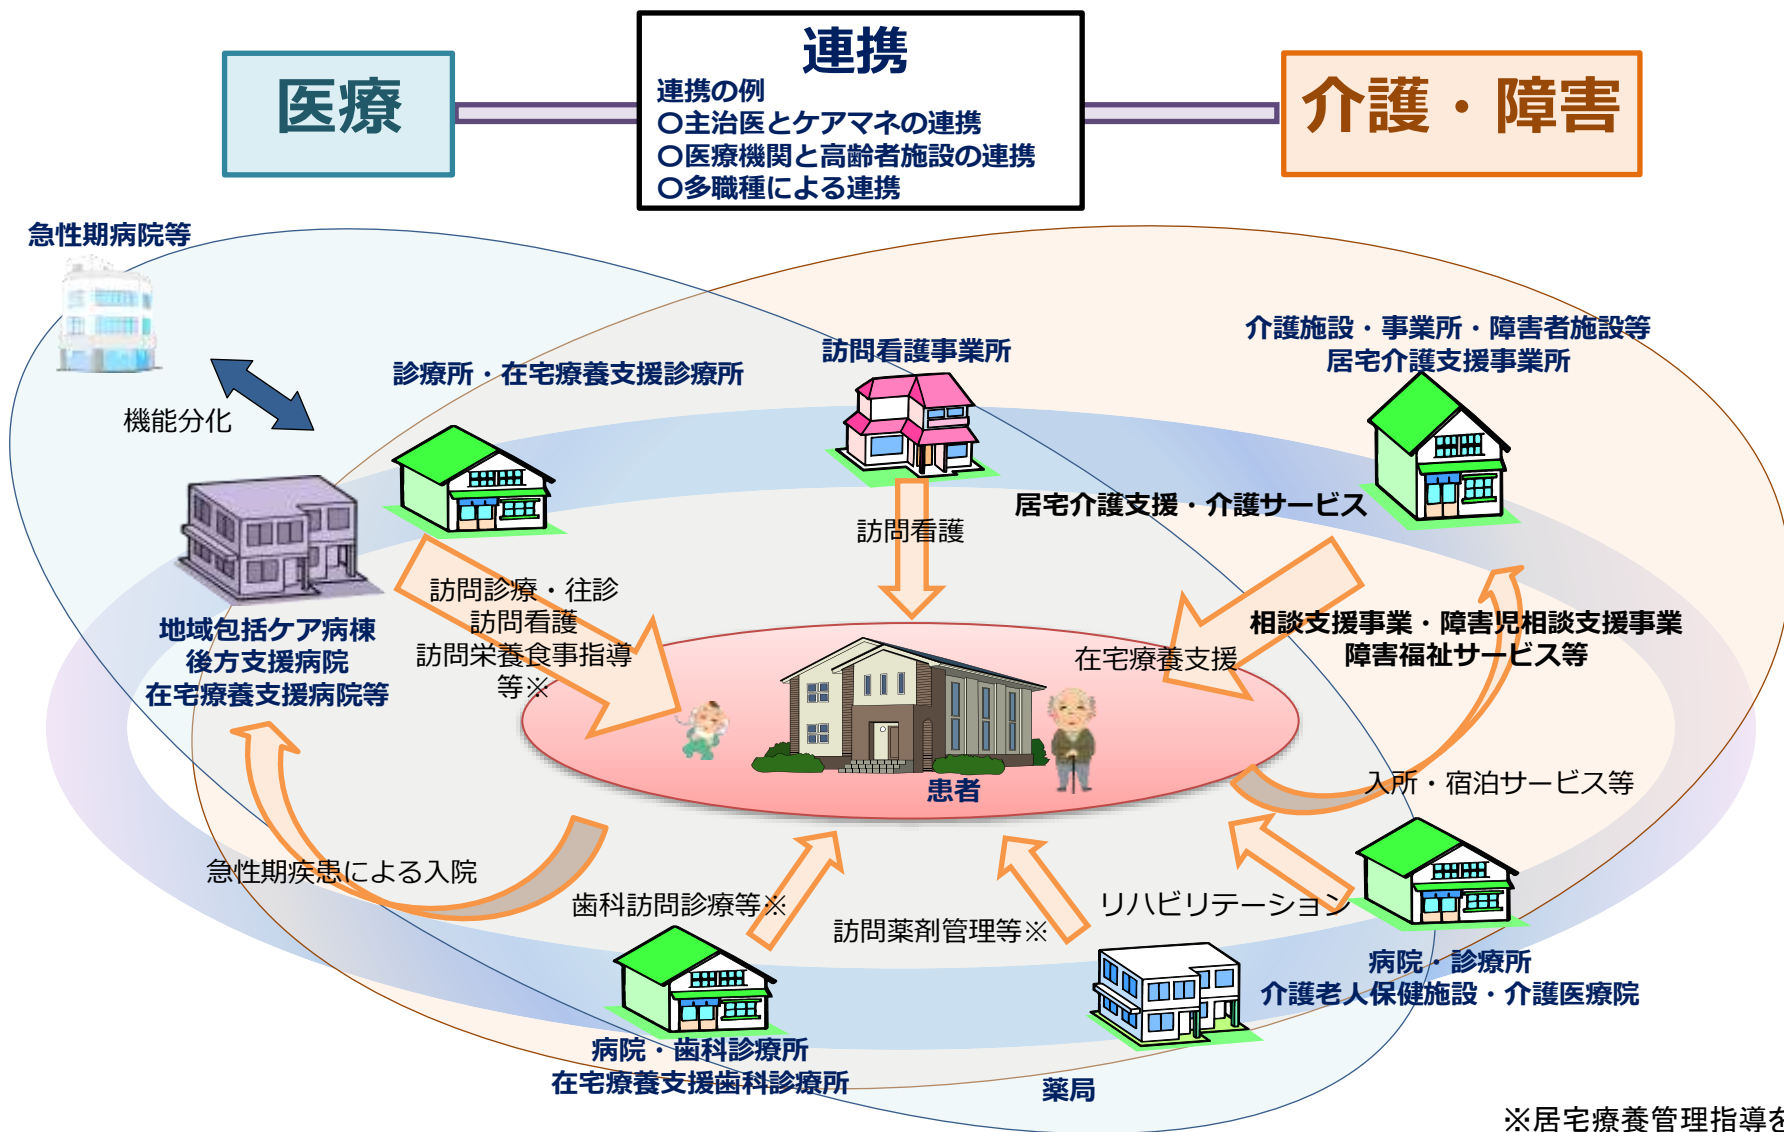 連携
連携の例
〇主治医とケアマネの連携
〇医療機関と高齢者施設の連携
〇多職種による連携
医療
介護・障害
急性期病院等
機能分化
診療所・在宅療養支援診療所
訪問看護事業所
介護施設・事業所・障害者施設等
居宅介護支援事業所
訪問看護
居宅介護支援・介護サービス
訪問診療・往診
訪問看護
訪問栄養食事指導
等※
地域包括ケア病棟
後方支援病院
在宅療養支援病院等
在宅療養支援
相談支援事業・障害児相談支援事業
障害福祉サービス等
患者
入所・宿泊サービス等
急性期疾患による入院
歯科訪問診療等※
訪問薬剤管理等※
リハビリテーション
病院・診療所
介護老人保健施設・介護医療院
病院・歯科診療所
在宅療養支援歯科診療所
薬局
※居宅療養管理指導を